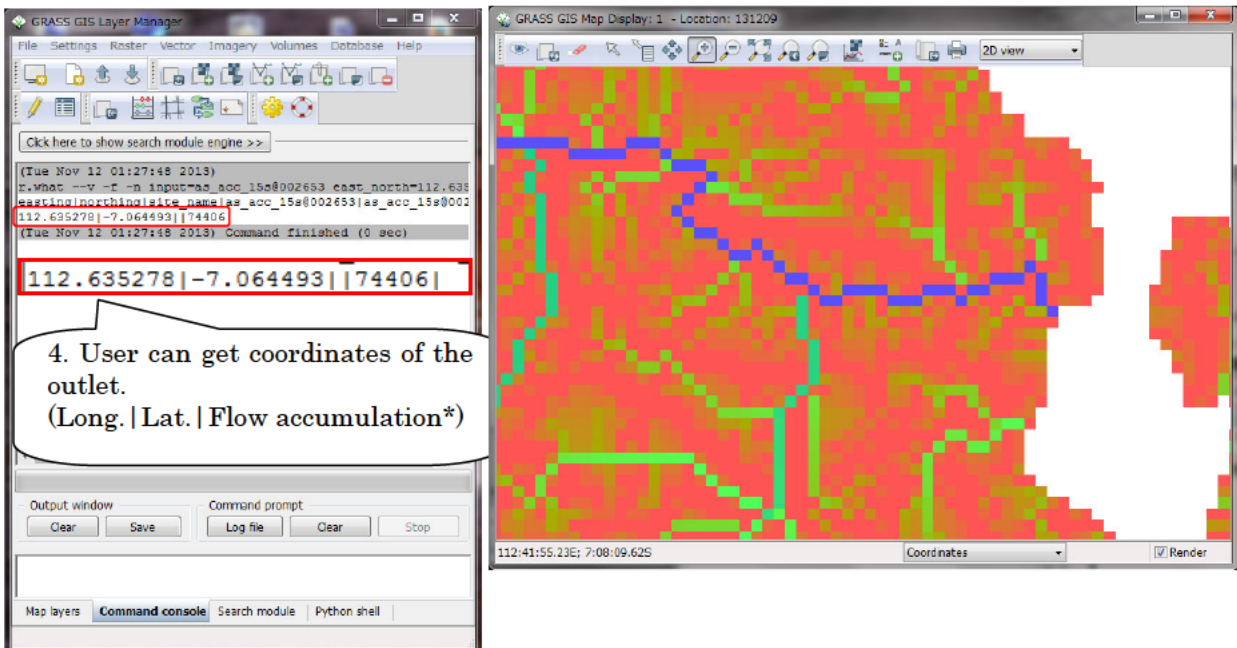 GRASS GIS Layer Manager
File Settings Raster Vector Imagery Volumes Database Help
Click here to show search module engine >>
(Tue Nov 12 01:27:48 2013)
r.what --v -f -n input=as_acc_15s@002653 east_north=112.635
easting|northing|site_name|as_acc_15s@002653|as_acc_15s@002
112.635278|-7.064493||74406
(Tue Nov 12 01:27:48 2013) Command finished (0 sec)
|112.635278|-7.064493||74406|
4. User can get coordinates of the
outlet.
(Long.|Lat.|Flow accumulation*)
Output window
Clear Save
Command prompt
Log file Clear Stop
Map layers Command console Search module Python shell
GRASS GIS Map Display: 1 - Location: 131209
2D view
112:41:55.23E; 7:08:09.62S
Coordinates
Render